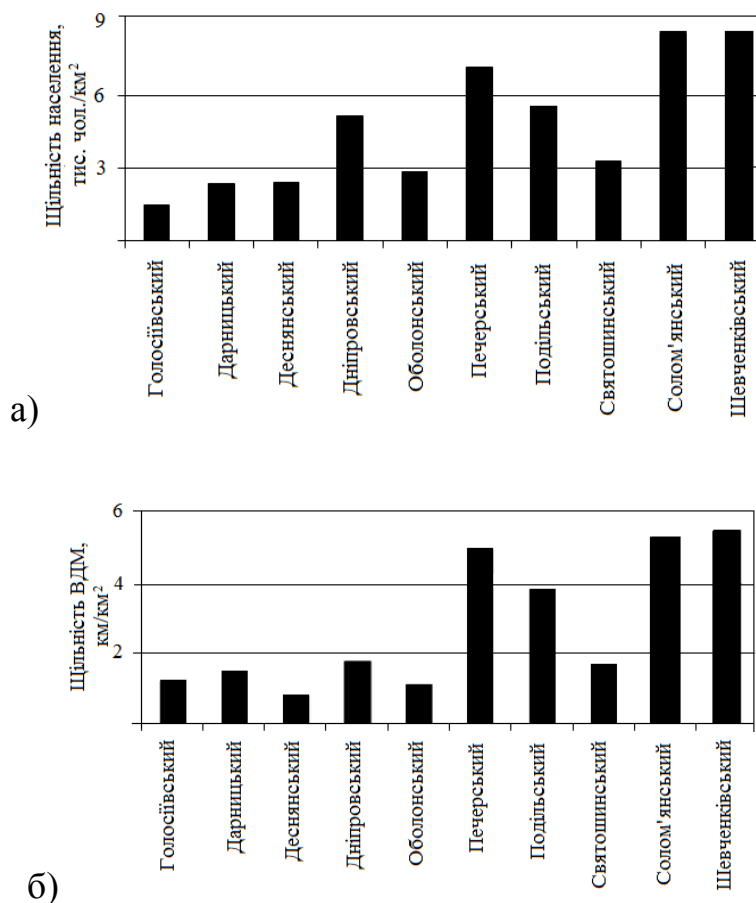 Щільність населення,
тис. чол./км²
9
6
3
Голосіївський
Дарницький
Деснянський
Дніпровський
Оболонський
Печерський
Подільський
Святошинський
Солом'янський
Шевченківський
а)
Щільність ВДМ,
км/км²
6
4
2
Голосіївський
Дарницький
Деснянський
Дніпровський
Оболонський
Печерський
Подільський
Святошинський
Солом'янський
Шевченківський
б)